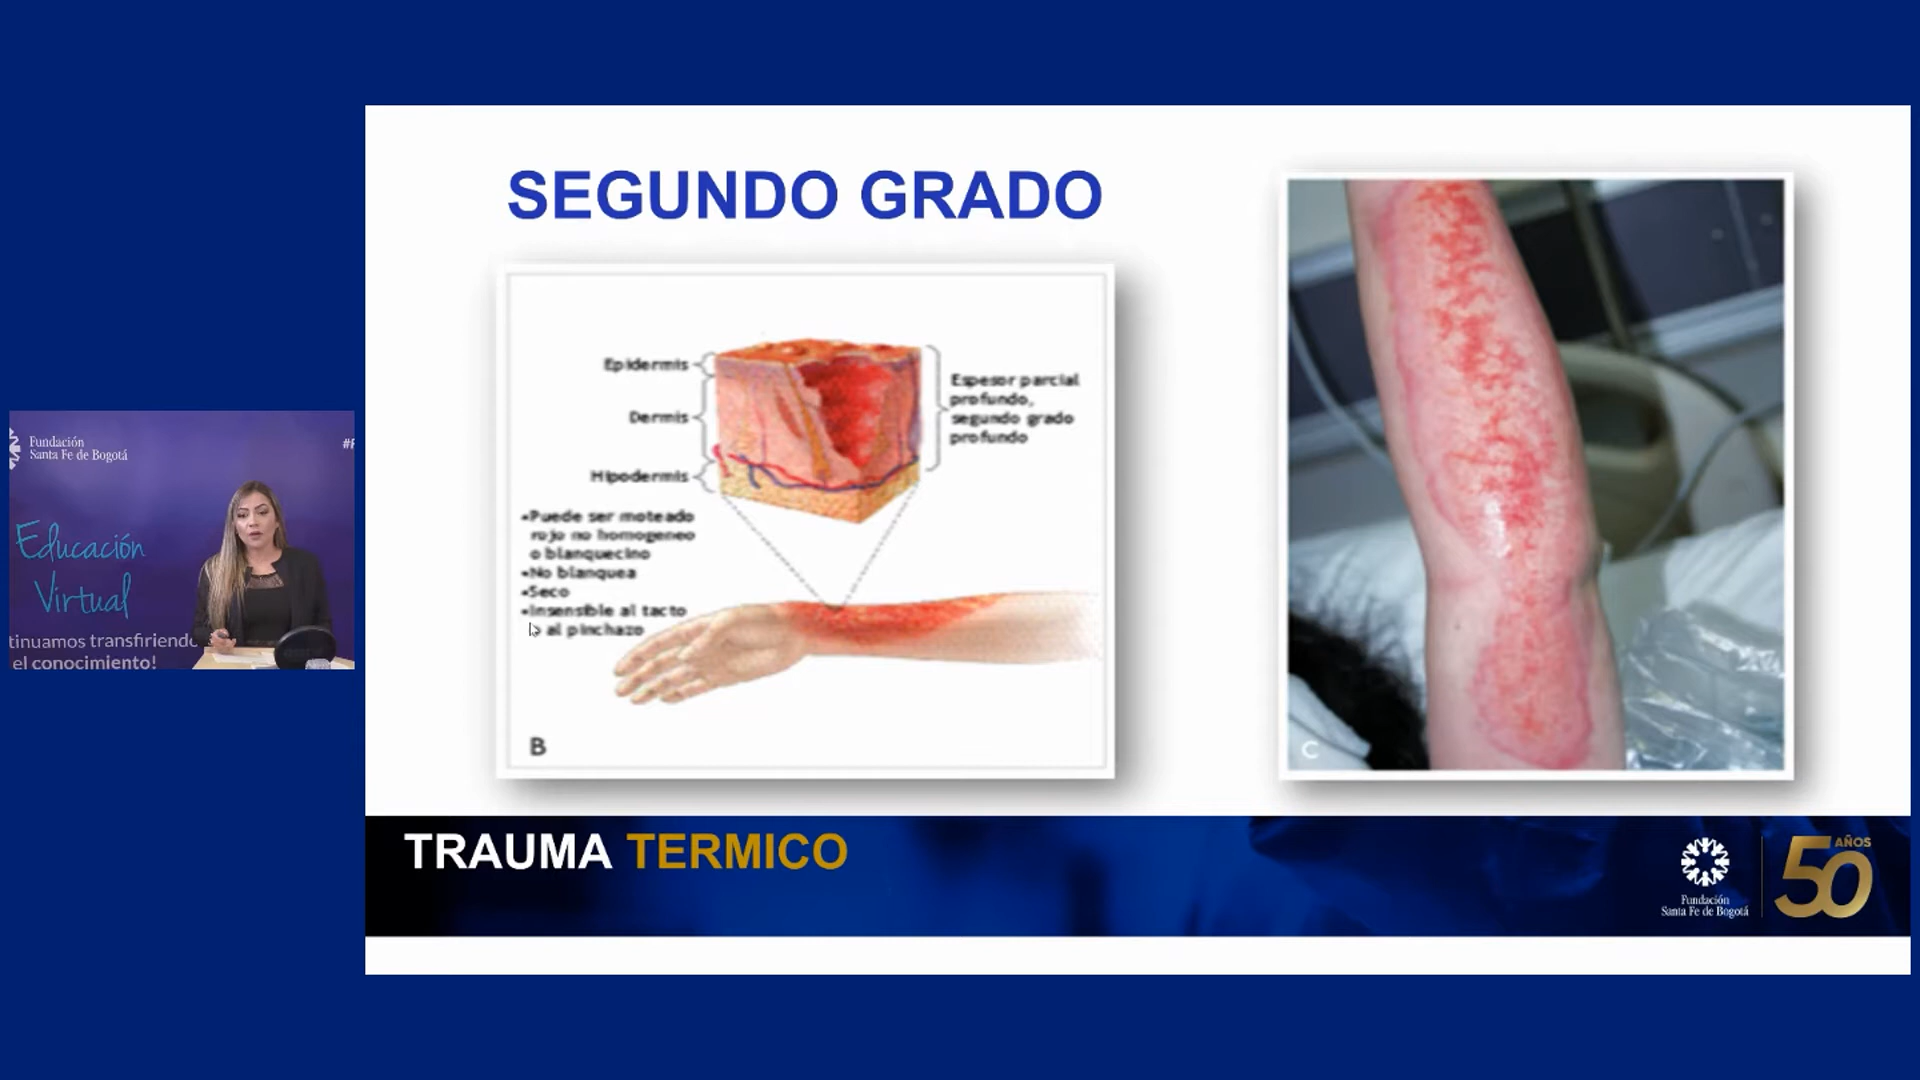 SEGUNDO GRADO
Epidermis
Dermis
Hipodermis
Espesor parcial
profundo,
segundo grado
profundo
•Puede ser moteado
rojo no homogeneo
o blanquecino
•No blanquea
•Seco
•Insensible al tacto
al pinchazo
B
C
Fundación
Santa Fe de Bogotá
Educación
Virtual
tinuamos transfiriendo
el conocimiento!
TRAUMA TERMICO
Fundación
Santa Fe de Bogotá
50
AÑOS